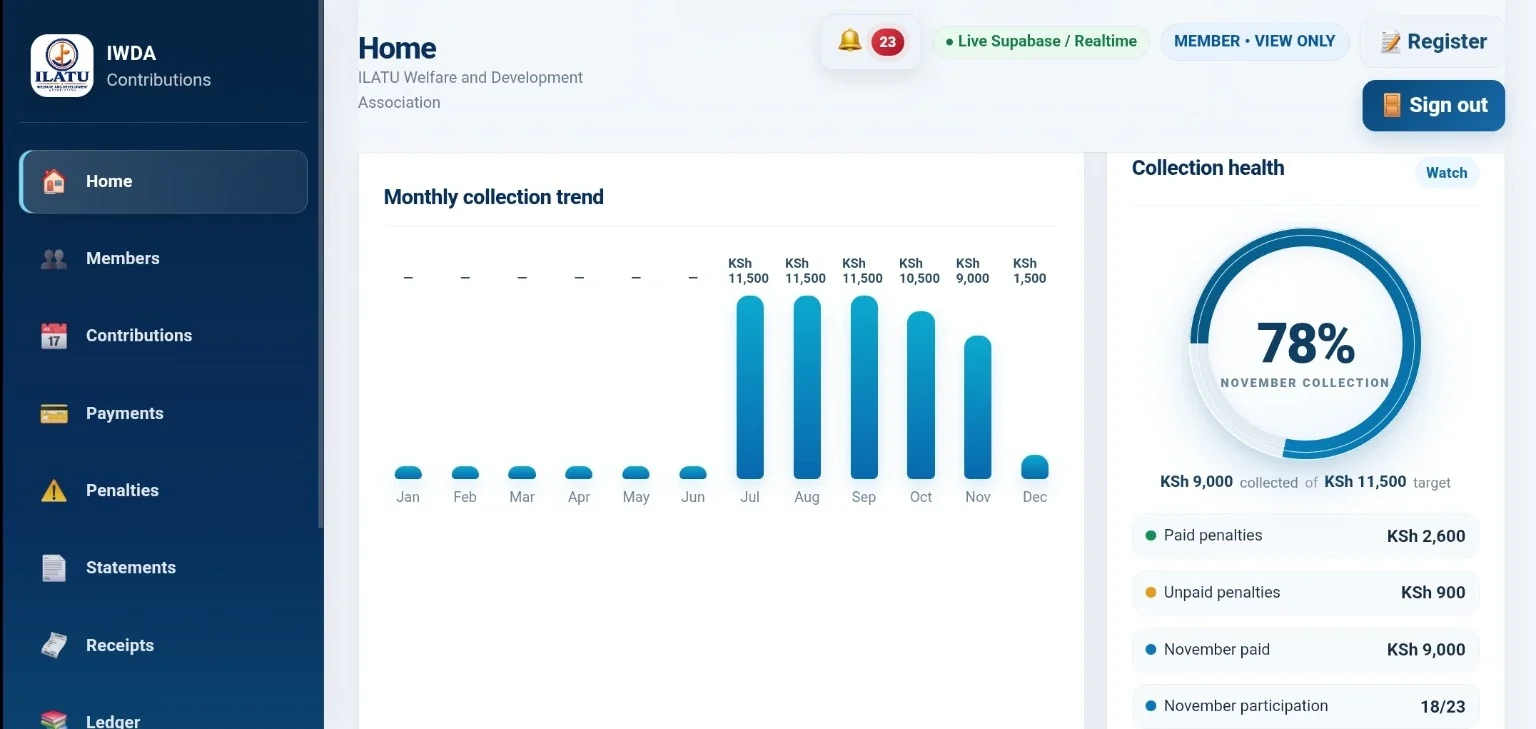 ILATU
IWDA
Contributions
Home
Members
17
Contributions
Payments
Penalties
Statements
Receipts
Ledger
Home
ILATU Welfare and Development
Association
23
● Live Supabase / Realtime
MEMBER • VIEW ONLY
Register
Sign out
Monthly collection trend
– – – – – – KSh KSh KSh KSh KSh KSh
11,500 11,500 11,500 10,500 9,000 1,500
Jan Feb Mar Apr May Jun Jul Aug Sep Oct Nov Dec
Collection health
Watch
78%
NOVEMBER COLLECTION
KSh 9,000 collected of KSh 11,500 target
Paid penalties KSh 2,600
Unpaid penalties KSh 900
November paid KSh 9,000
November participation 18/23